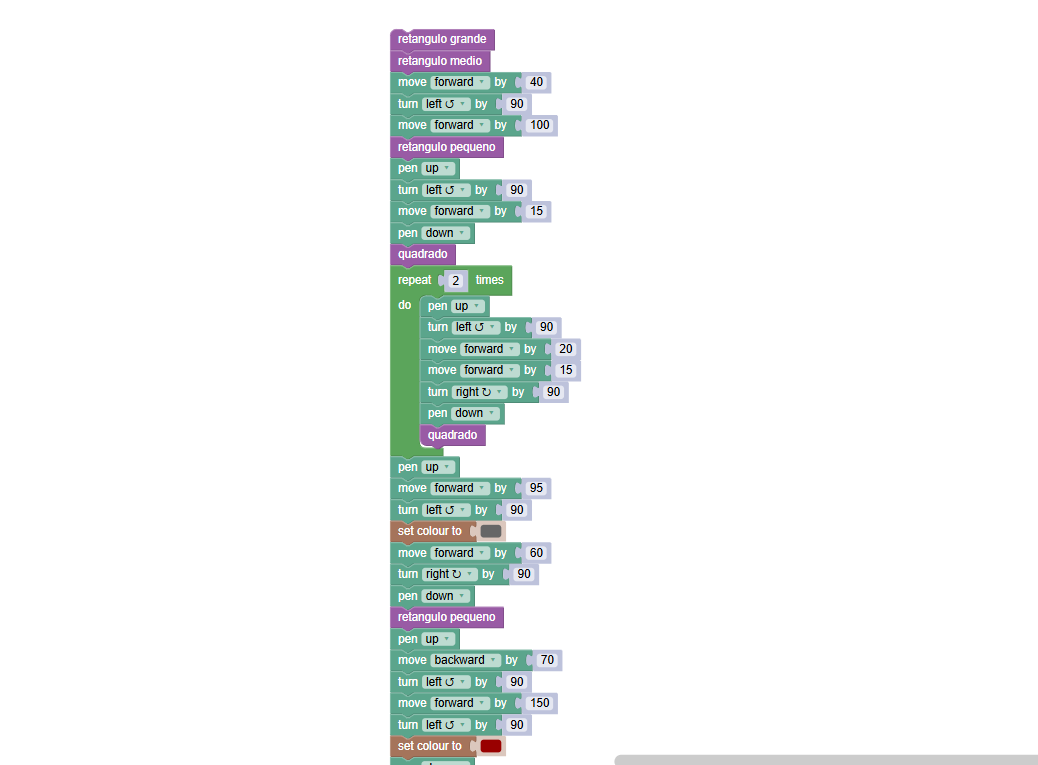 retangulo grande
retangulo medio
move forward by 40
turn left ↺ by 90
move forward by 100
retangulo pequeno
pen up
turn left ↺ by 90
move forward by 15
pen down
quadrado
repeat 2 times
do pen up
turn left ↺ by 90
move forward by 20
move forward by 15
turn right ↻ by 90
pen down
quadrado
pen up
move forward by 95
turn left ↺ by 90
set colour to
move forward by 60
turn right ↻ by 90
pen down
retangulo pequeno
pen up
move backward by 70
turn left ↺ by 90
move forward by 150
turn left ↺ by 90
set colour to